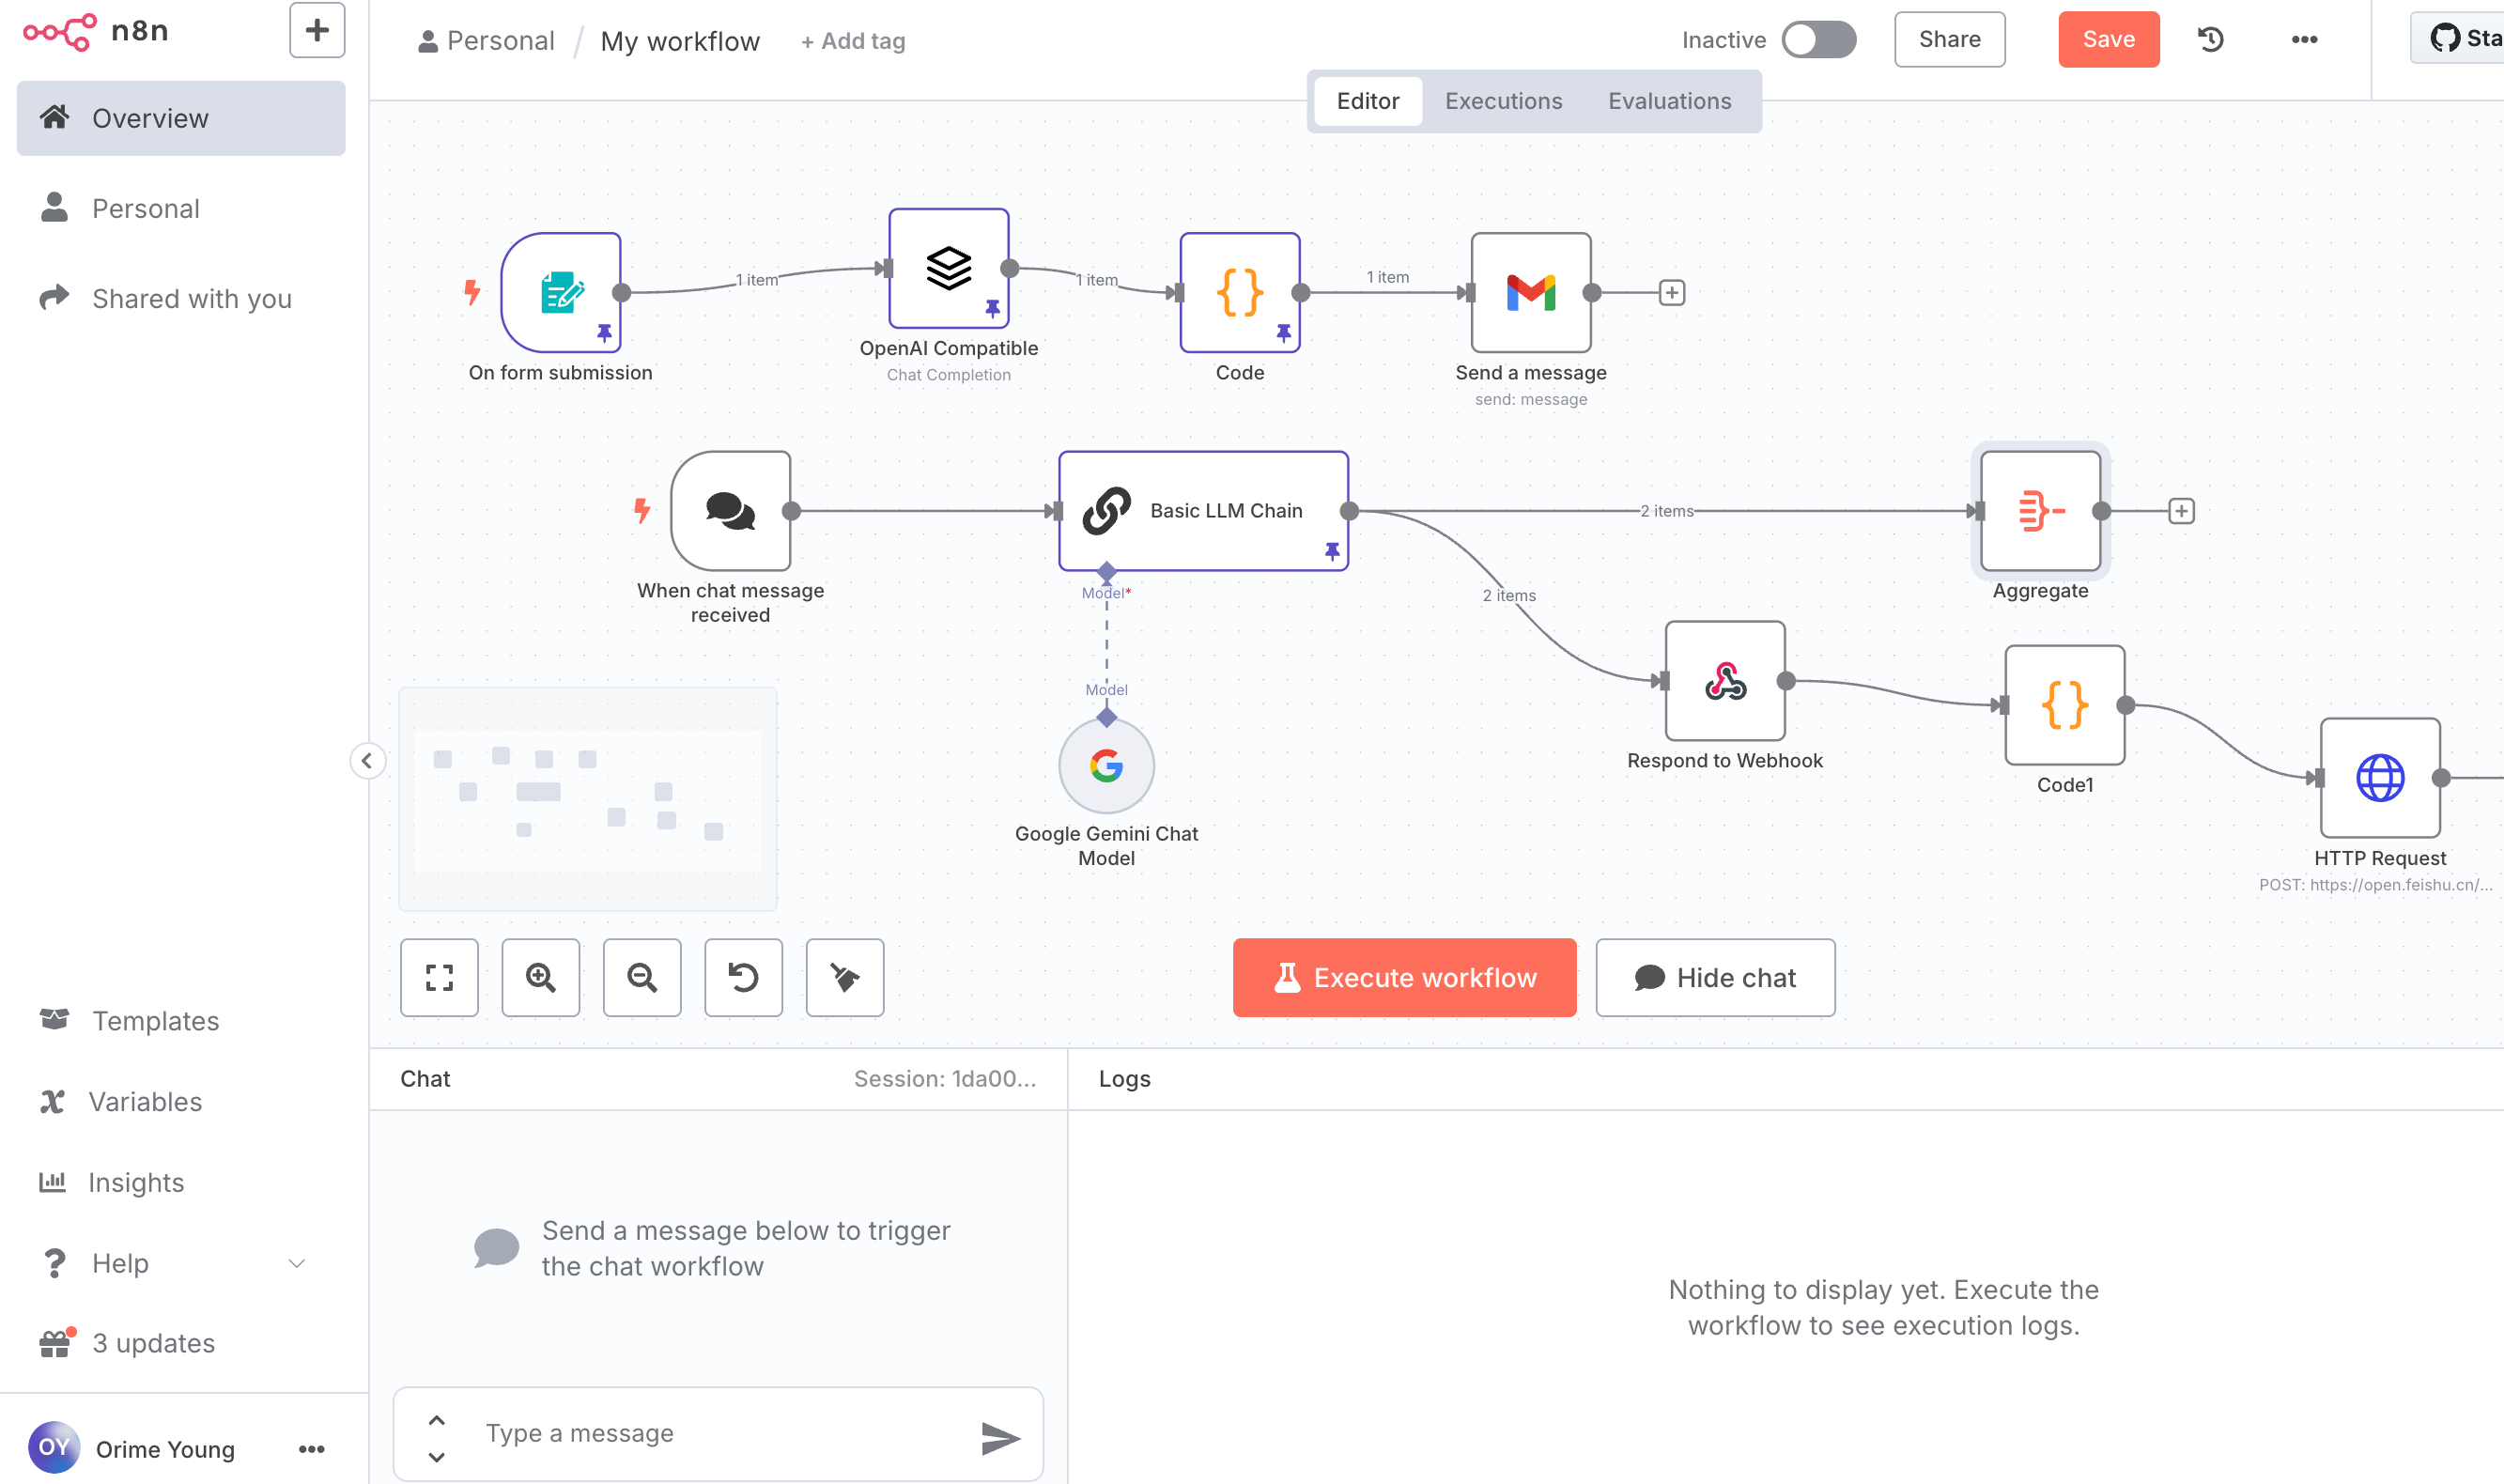 n8n
Overview
Personal
Shared with you
Templates
Variables
Insights
Help
3 updates
OY
Orime Young
Personal / My workflow + Add tag
Inactive
Share
Save
Sta
Editor
Executions
Evaluations
1 item
1 item
1 item
On form submission
OpenAI Compatible
Chat Completion
Code
Send a message
send: message
When chat message
received
Basic LLM Chain
Model*
Model
Google Gemini Chat
Model
2 items
2 items
Aggregate
Respond to Webhook
Code1
HTTP Request
POST: https://open.feishu.cn/...
Execute workflow
Hide chat
Chat
Session: 1da00...
Send a message below to trigger
the chat workflow
Type a message
Logs
Nothing to display yet. Execute the
workflow to see execution logs.